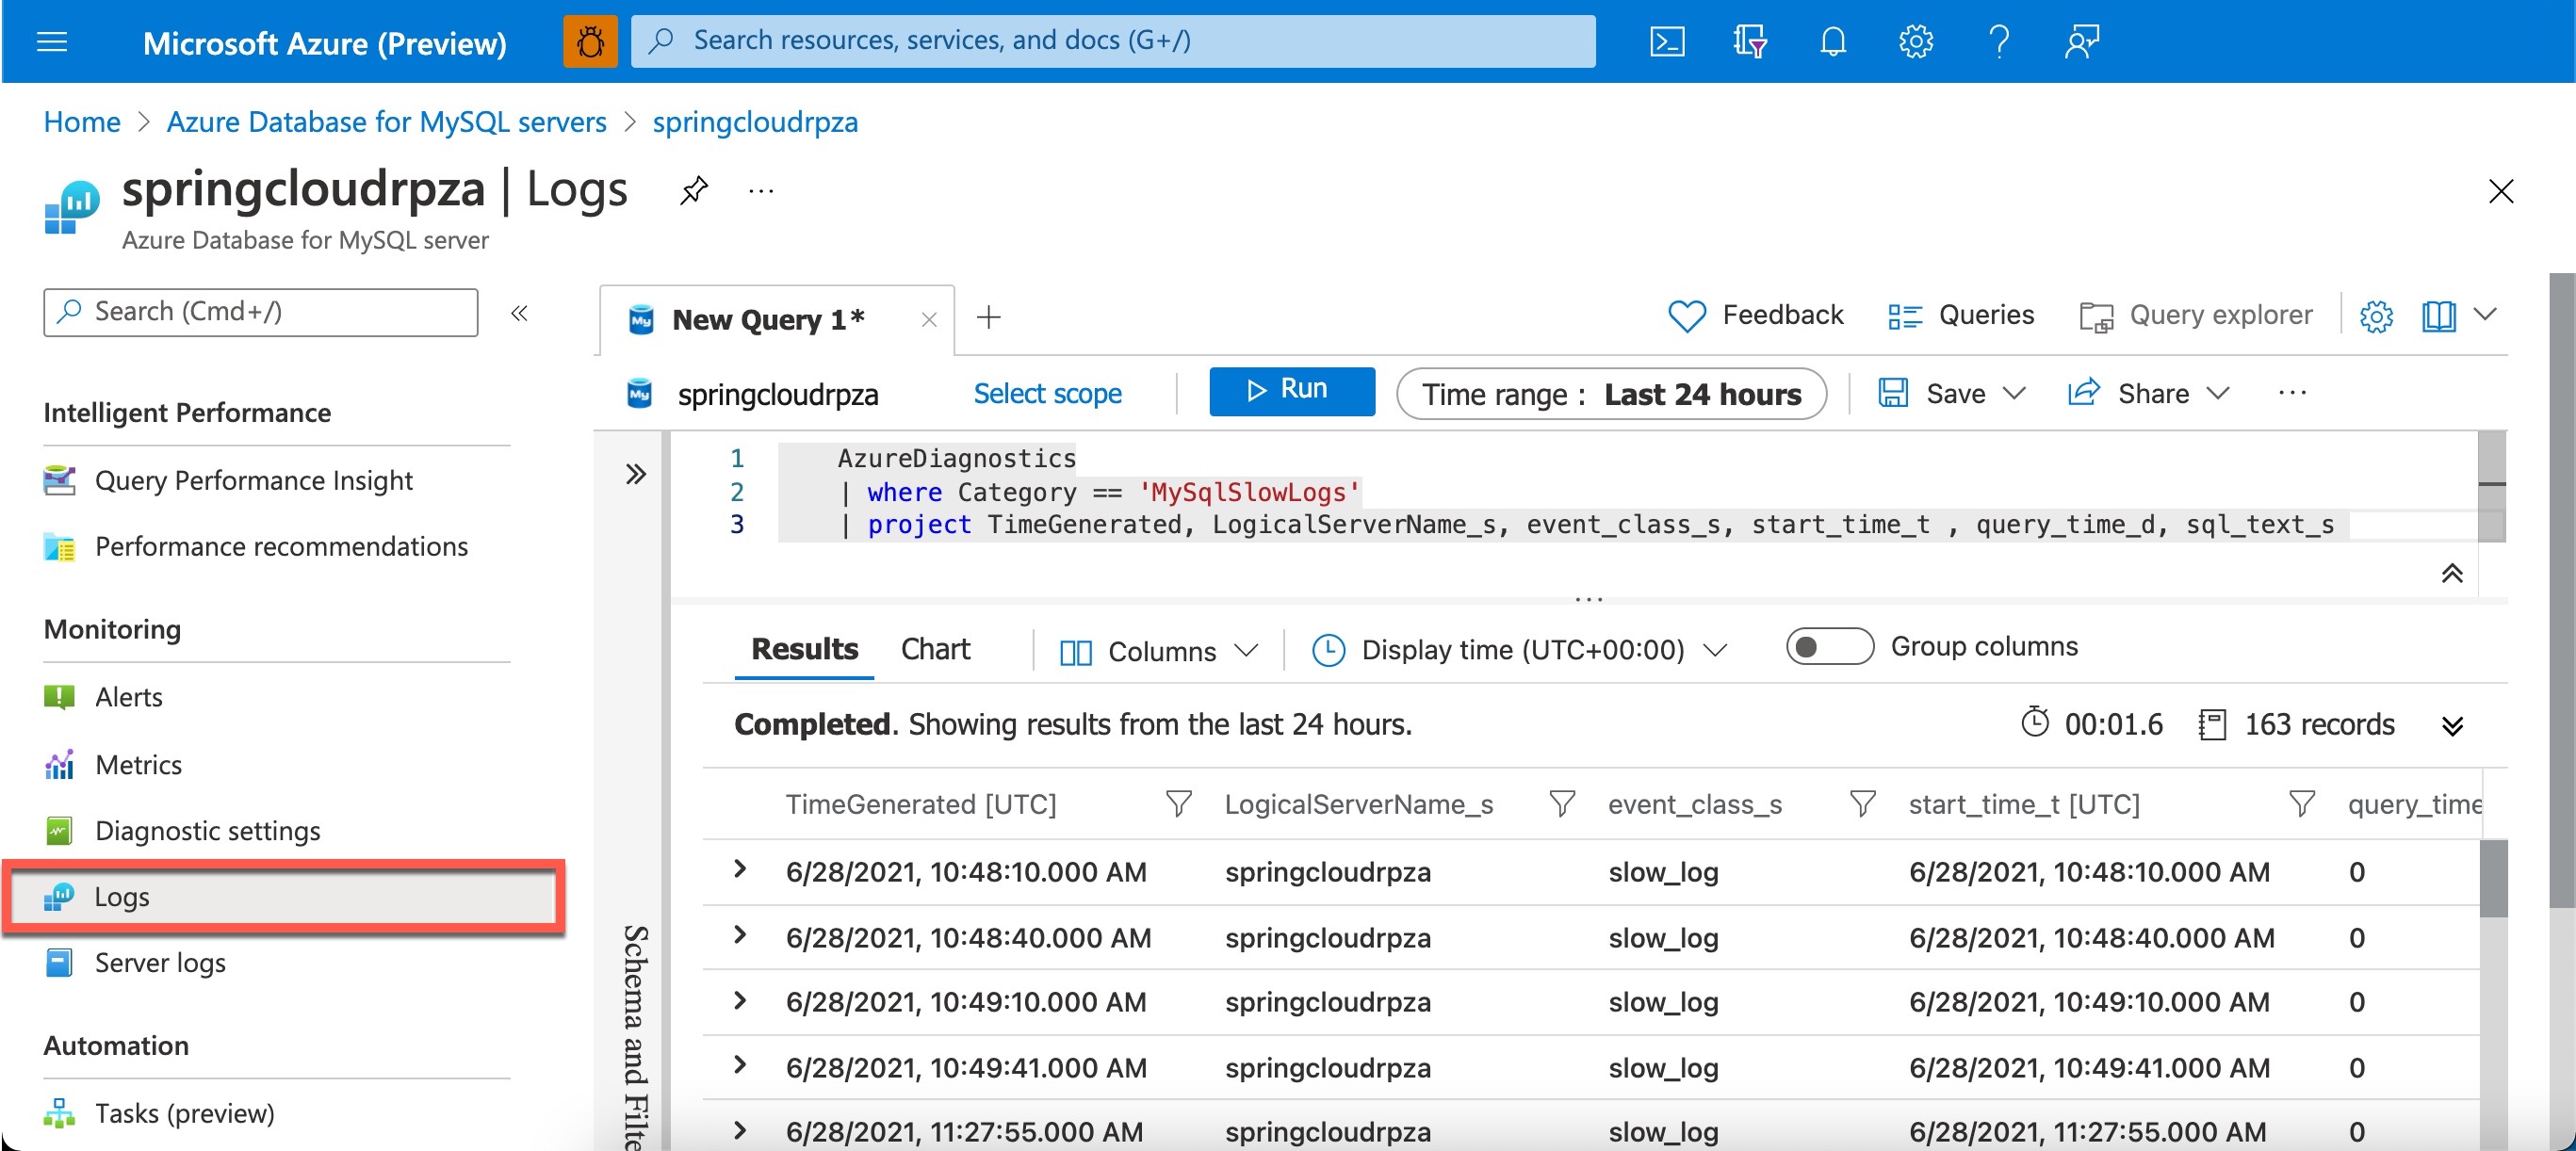 Microsoft Azure (Preview)
Search resources, services, and docs (G+/)
Home > Azure Database for MySQL servers > springcloudrpza
springcloudrpza | Logs
...
Azure Database for MySQL server
Search (Cmd+/)
«
Intelligent Performance
Query Performance Insight
Performance recommendations
Monitoring
Alerts
Metrics
Diagnostic settings
Logs
Server logs
Automation
Tasks (preview)
My New Query 1*
Feedback
Queries
Query explorer
My springcloudrpza
Select scope
Run
Time range : Last 24 hours
Save
Share
...
1 AzureDiagnostics
2 | where Category == 'MySqlSlowLogs'
3 | project TimeGenerated, LogicalServerName_s, event_class_s, start_time_t , query_time_d, sql_text_s
Schema and Filte
Results
Chart
Columns
Display time (UTC+00:00)
Group columns
Completed. Showing results from the last 24 hours.
00:01.6
163 records
TimeGenerated [UTC] LogicalServerName_s event_class_s start_time_t [UTC] query_time
6/28/2021, 10:48:10.000 AM springcloudrpza slow_log 6/28/2021, 10:48:10.000 AM 0
6/28/2021, 10:48:40.000 AM springcloudrpza slow_log 6/28/2021, 10:48:40.000 AM 0
6/28/2021, 10:49:10.000 AM springcloudrpza slow_log 6/28/2021, 10:49:10.000 AM 0
6/28/2021, 10:49:41.000 AM springcloudrpza slow_log 6/28/2021, 10:49:41.000 AM 0
6/28/2021, 11:27:55.000 AM springcloudrpza slow_log 6/28/2021, 11:27:55.000 AM 0